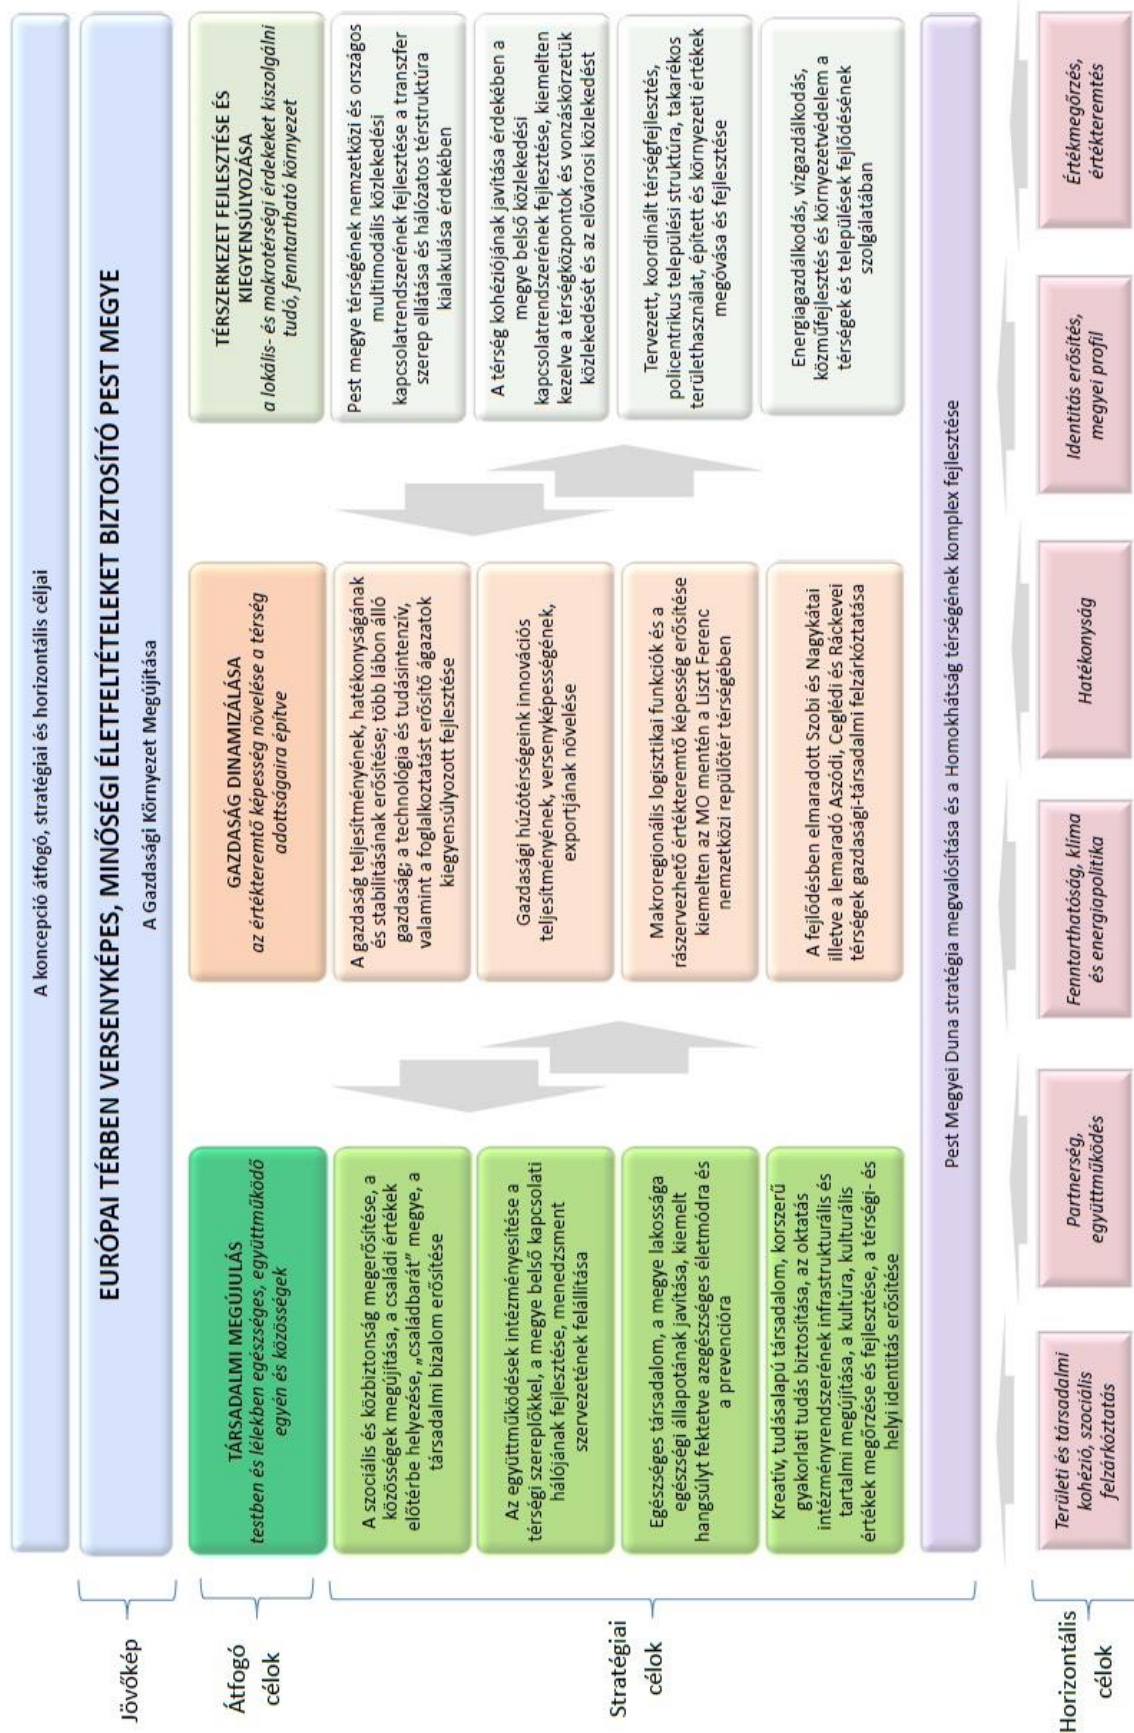 A koncepció átfogó, stratégiai és horizontális céljai
Jövőkép
EURÓPAI TÉRBEN VERSENYKÉPES, MINŐSÉGI ÉLETFELTÉTELEKET BIZTOSÍTÓ PEST MEGYE
A Gazdasági Környezet Megújítása
Átfogó
célok
TÁRSADALMI MEGÚJULÁS
testben és lélekben egészséges, együttműködő
egyén és közösségek
GAZDASÁG DINAMIZÁLÁSA
az értékteremtő képesség növelése a térség
adottságaira építve
TÉRSZERKEZET FEJLESZTÉSE ÉS
KIEGYENSÚLYOZÁSA
a lokális- és makrotérségi érdekeket kiszolgálni
tudó, fenntartható környezet
Stratégiai
célok
A szociális és közbiztonság megerősítése, a
közösségek megújítása, a családi értékek
előtérbe helyezése, „családbarát” megye, a
társadalmi bizalom erősítése
Az együttműködések intézményesítése a
térségi szereplőkkel, a megye belső kapcsolati
hálójának fejlesztése, menedzsment
szervezetének felállítása
Egészséges társadalom, a megye lakossága
egészségi állapotának javítása, kiemelt
hangsúlyt fektetve azegészséges életmódra és
a prevencióra
Kreatív, tudásalapú társadalom, korszerű
gyakorlati tudás biztosítása, az oktatás
intézményrendszerének infrastrukturális és
tartalmi megújítása, a kultúra, kulturális
értékek megőrzése és fejlesztése, a térségi- és
helyi identitás erősítése
A gazdaság teljesítményének, hatékonyságának
és stabilitásának erősítése; több lábon álló
gazdaság; a technológia és tudásintenzív,
valamint a foglalkoztatást erősítő ágazatok
kiegyensúlyozott fejlesztése
Gazdasági húzótérségeink innovációs
teljesítményének, versenyképességének,
exportjának növelése
Makroregionális logisztikai funkciók és a
rászervezhető értékteremtő képesség erősítése
kiemelten az MO mentén a Liszt Ferenc
nemzetközi repülőtér térségében
A fejlődésben elmaradott Szobi és Nagykátai
illetve a lemaradó Aszódi, Ceglédi és Ráckevei
térségek gazdasági-társadalmi felzárkóztatása
Pest megye térségének nemzetközi és országos
multimodális közlekedési
kapcsolatrendszerének fejlesztése a transzfer
szerep ellátása és hálózatos térstruktúra
kialakulása érdekében
A térség kohéziójának javítása érdekében a
megye belső közlekedési
kapcsolatrendszerének fejlesztése, kiemelten
kezelve a térségközpontok és vonzáskörzetük
közlekedését és az elővárosi közlekedést
Tervezett, koordinált térségfejlesztés,
policentrikus települési struktúra, takarékos
területhasználat, épített és környezeti értékek
megóvása és fejlesztése
Energiagazdálkodás, vízgazdálkodás,
közműfejlesztés és környezetvédelem a
térségek és települések fejlődésének
szolgálatában
Pest Megyei Duna stratégia megvalósítása és a Homokhátság térségének komplex fejlesztése
Horizontális
célok
Területi és társadalmi
kohézió, szociális
felzárkóztatás
Partnerség,
együttműködés
Fenntarthatóság, klíma
és energiapolitika
Hatékonyság
Identitás erősítés,
megyei profil
Értékmegőrzés,
értékteremtés